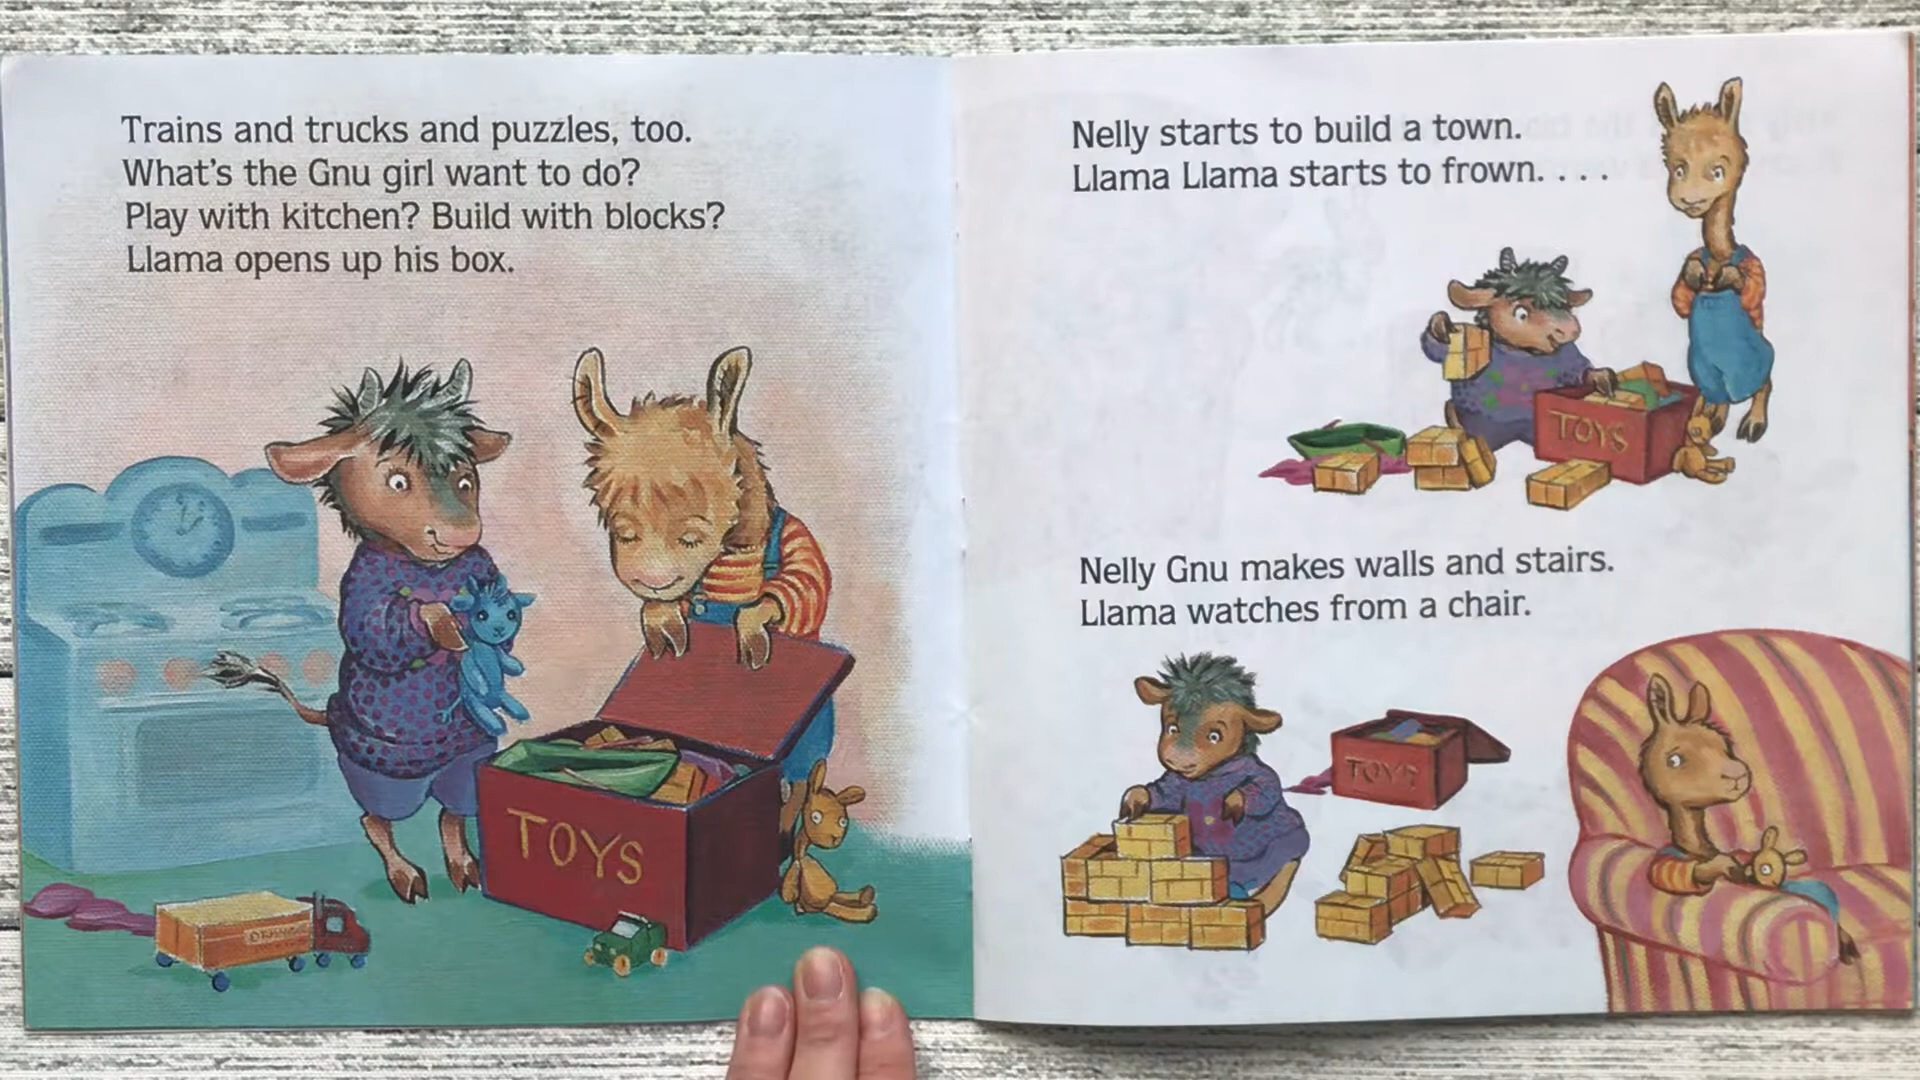 Trains and trucks and puzzles, too.
What's the Gnu girl want to do?
Play with kitchen? Build with blocks?
Llama opens up his box.
TOYS
Nelly starts to build a town.
Llama Llama starts to frown. . . .
TOYS
Nelly Gnu makes walls and stairs.
Llama watches from a chair.
TOYS